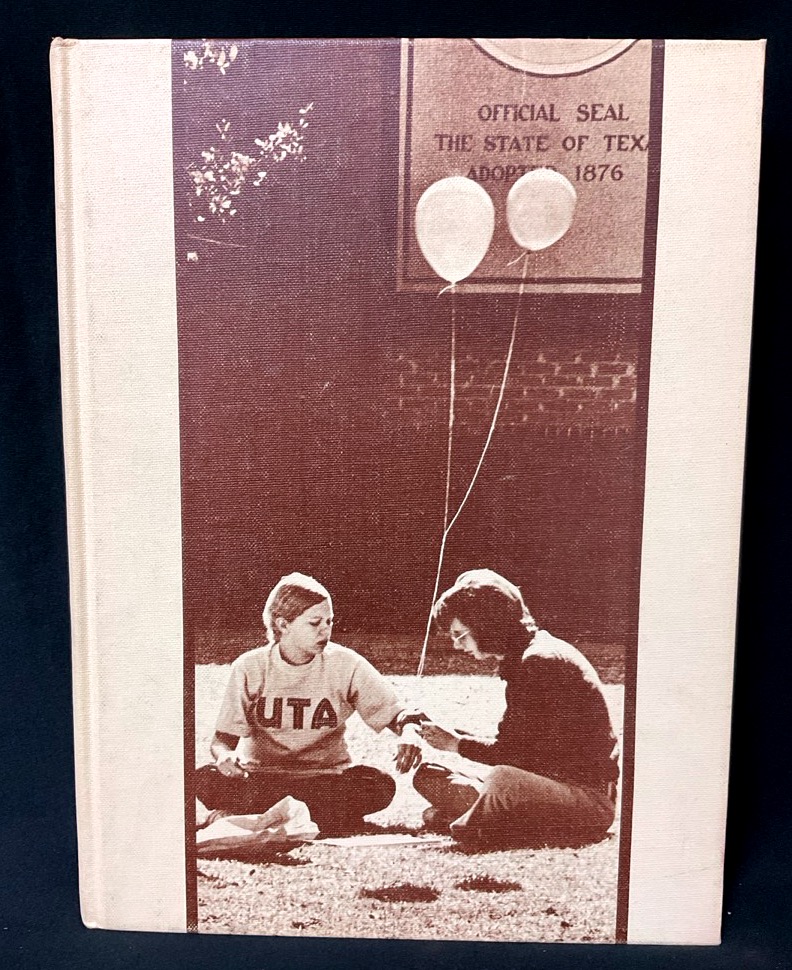 OFFICIAL SEAL
THE STATE OF TEXA
ADOPTED 1876
UTA